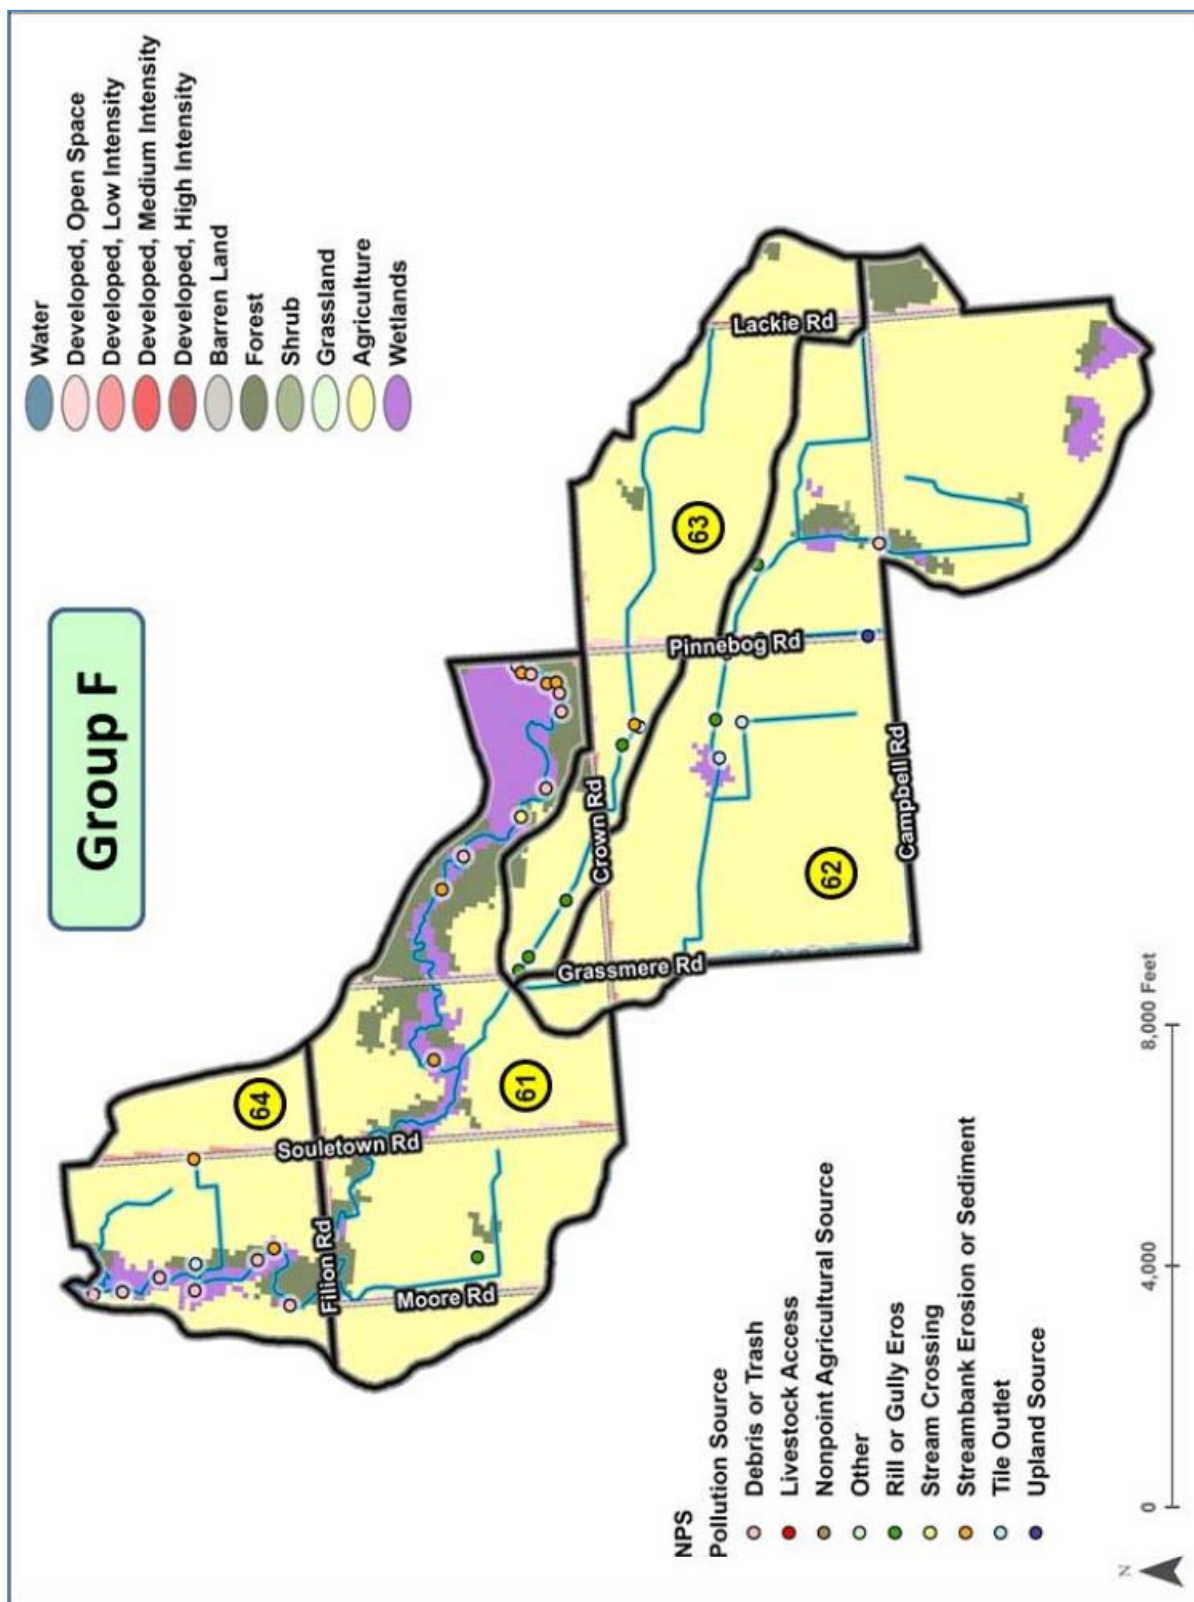 Group F
Water
Developed, Open Space
Developed, Low Intensity
Developed, Medium Intensity
Developed, High Intensity
Barren Land
Forest
Shrub
Grassland
Agriculture
Wetlands
64
Souletown Rd
Filion Rd
Moore Rd
61
Grassmere Rd
Crown Rd
63
Lackie Rd
Pinnebog Rd
62
Campbell Rd
NPS
Pollution Source
Debris or Trash
Livestock Access
Nonpoint Agricultural Source
Other
Rill or Gully Eros
Stream Crossing
Streambank Erosion or Sediment
Tile Outlet
Upland Source
N
0 4,000 8,000 Feet